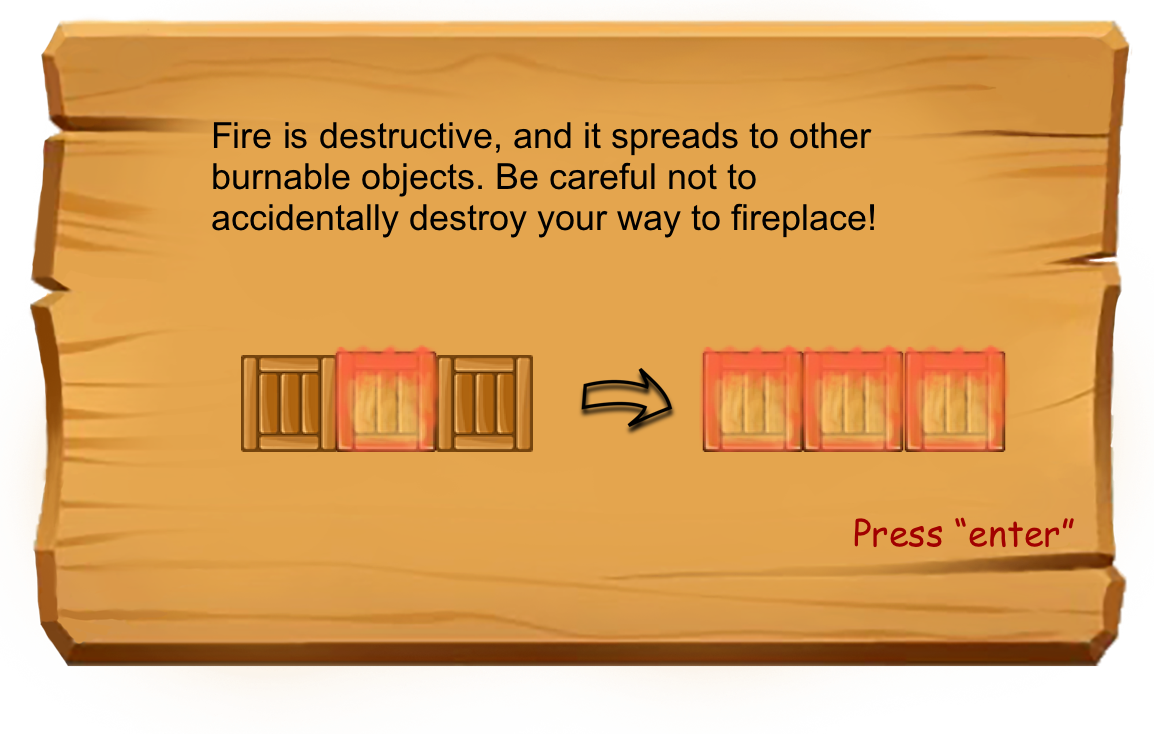 Fire is destructive, and it spreads to other
burnable objects. Be careful not to
accidentally destroy your way to fireplace!
Press “enter”